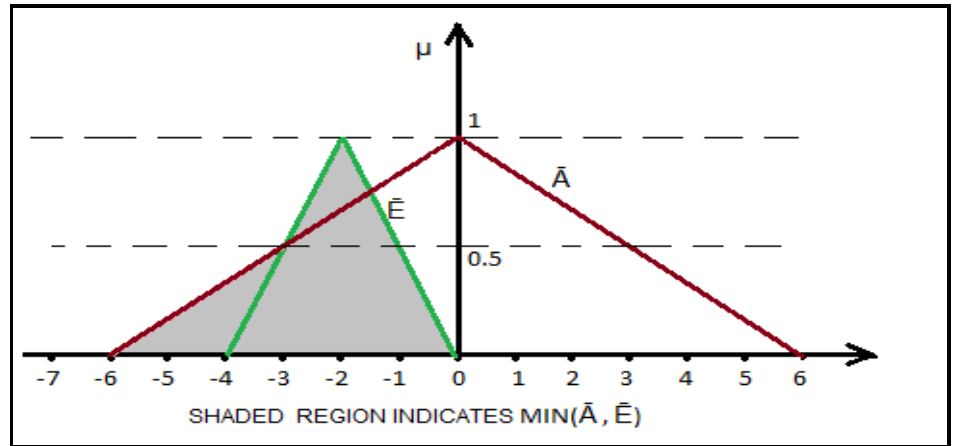 μ
1
Ā
Ē
0.5
-7 -6 -5 -4 -3 -2 -1 0 1 2 3 4 5 6
SHADED REGION INDICATES MIN(Ā , Ē)